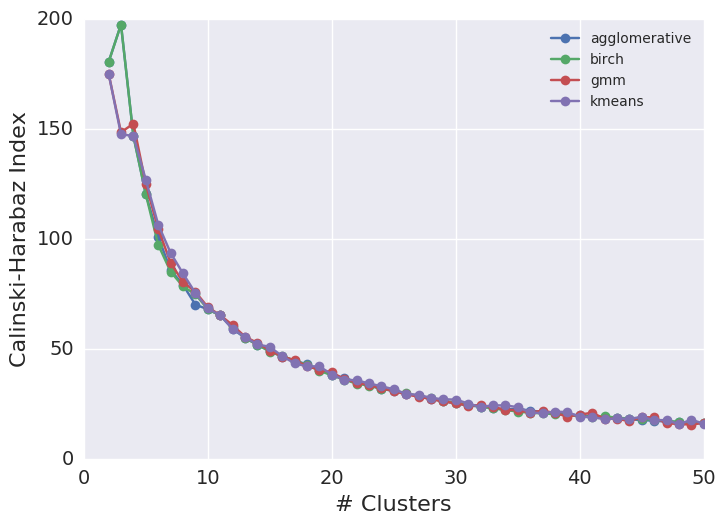 200
150
100
50
0
Calinski-Harabaz Index
agglomerative
birch
gmm
kmeans
0 10 20 30 40 50
# Clusters